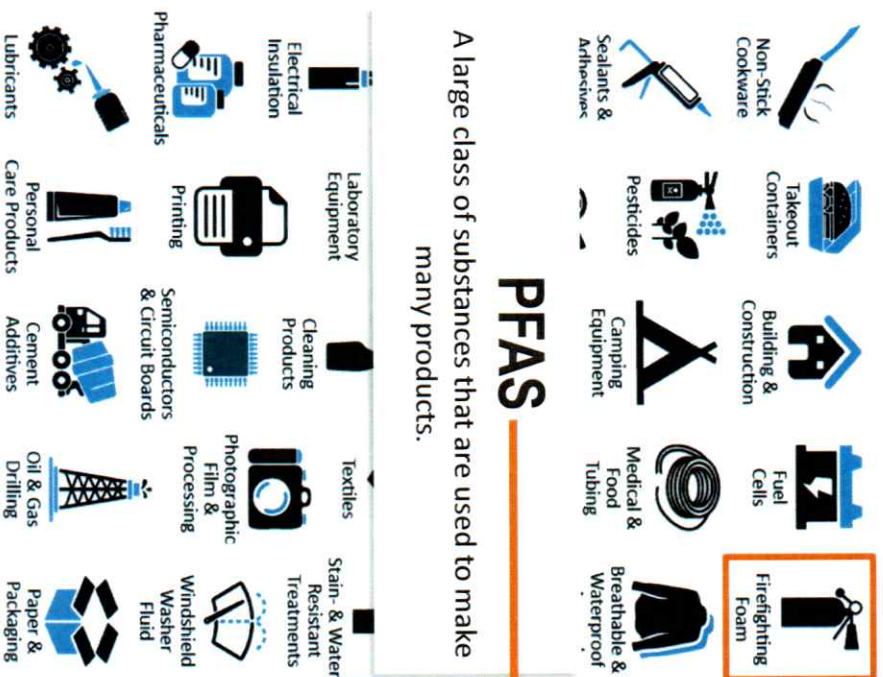 Non-Stick
Cookware
Takeout
Containers
Building &
Construction
Fuel
Cells
Firefighting
Foam
Sealants &
Adhesives
Pesticides
Camping
Equipment
Medical &
Food
Tubing
Breathable &
Waterproof
PFAS
A large class of substances that are used to make
many products.
Electrical
Insulation
Laboratory
Equipment
Cleaning
Products
Textiles
Stain- & Water
Resistant
Treatments
Pharmaceuticals
Printing
Semiconductors
& Circuit Boards
Photographic
Film &
Processing
Windshield
Washer
Fluid
Lubricants
Personal
Care Products
Cement
Additives
Oil & Gas
Drilling
Paper &
Packaging